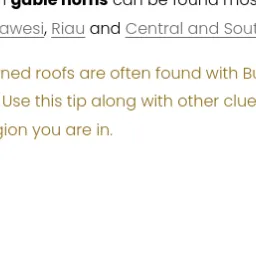 gable horns can be found mos
awesi, Riau and Central and Sout
ned roofs are often found with Bu
Use this tip along with other clue
gion you are in.